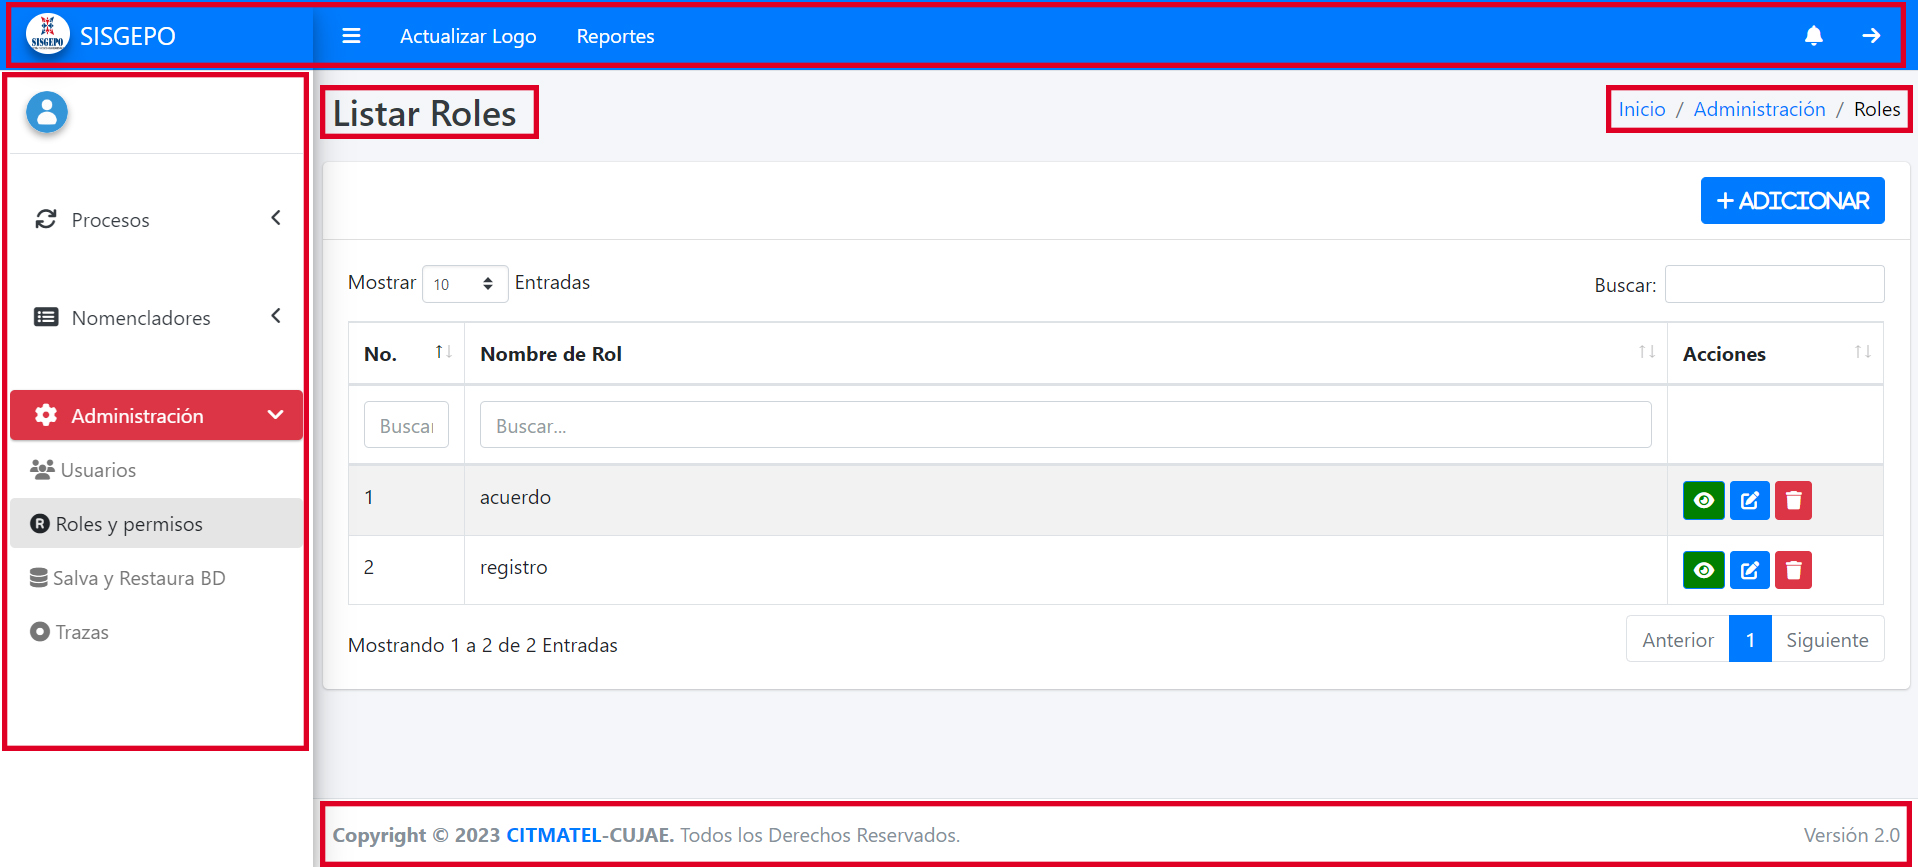 SISGEPO SISGEPO Actualizar Logo Reportes
Listar Roles
Inicio / Administración / Roles
Procesos
Nomencladores
Administración
Usuarios
R Roles y permisos
Salva y Restaura BD
Trazas
+ ADICIONAR
Mostrar 10 Entradas
Buscar:
No. Nombre de Rol Acciones
Buscar Buscar...
1 acuerdo
2 registro
Mostrando 1 a 2 de 2 Entradas
Anterior 1 Siguiente
Copyright © 2023 CITMATEL-CUJAE. Todos los Derechos Reservados.
Versión 2.0